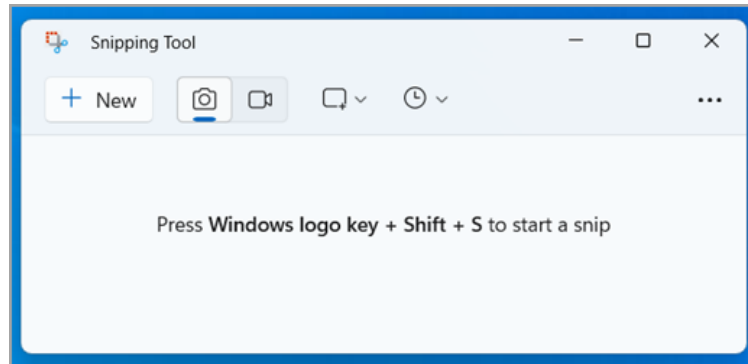 Snipping Tool
New
Press Windows logo key + Shift + S to start a snip